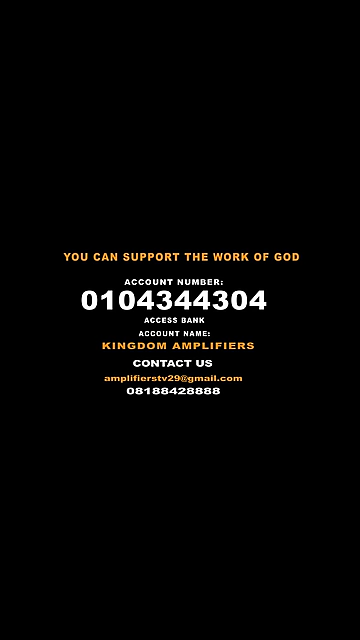 YOU CAN SUPPORT THE WORK OF GOD
ACCOUNT NUMBER:
0104344304
ACCESS BANK
ACCOUNT NAME:
KINGDOM AMPLIFIERS
CONTACT US
amplifierstv29@gmail.com
08188428888